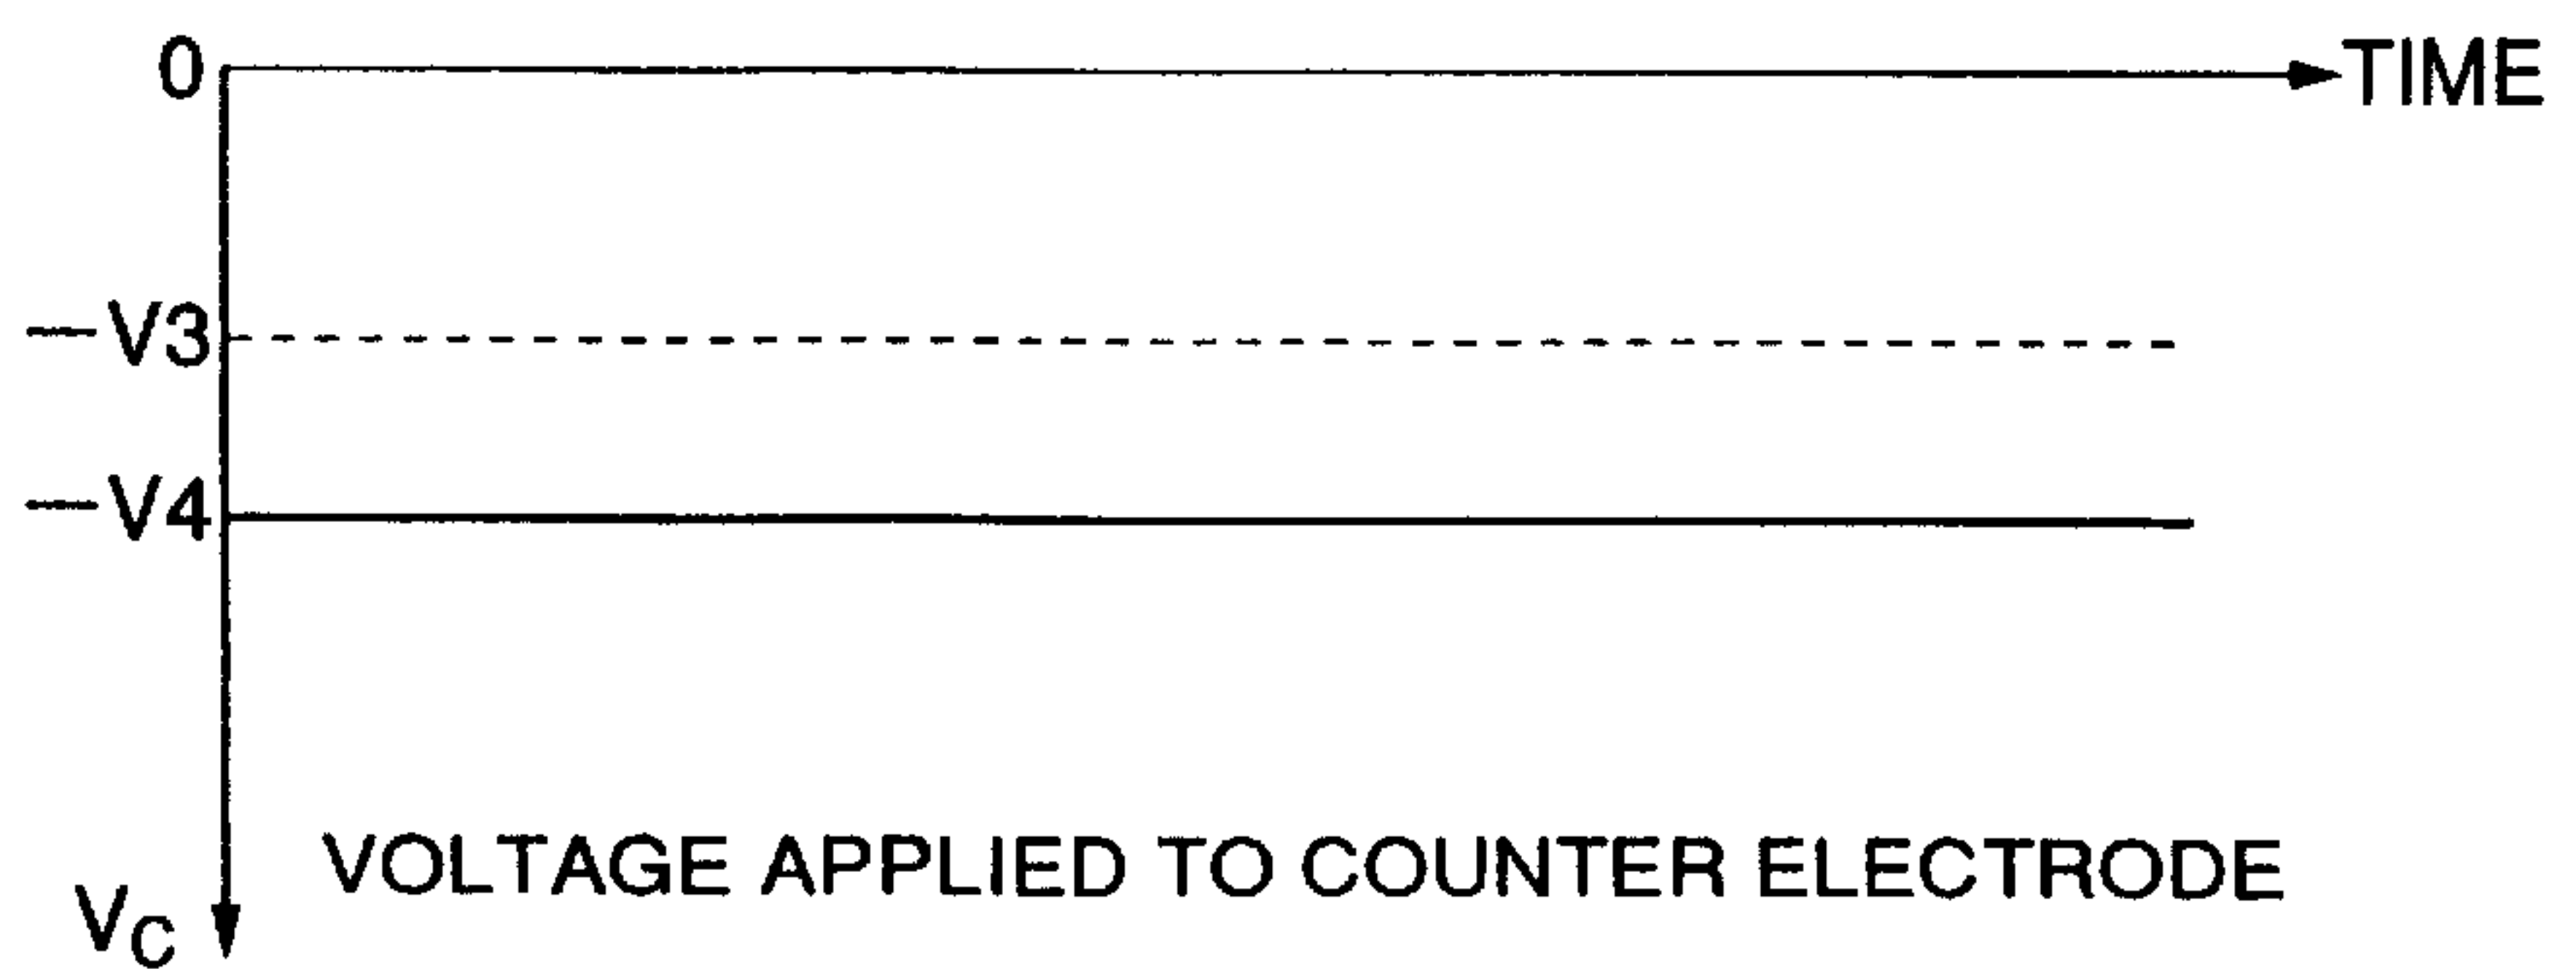 0
TIME
—V3
—V4
VOLTAGE APPLIED TO COUNTER ELECTRODE
VC